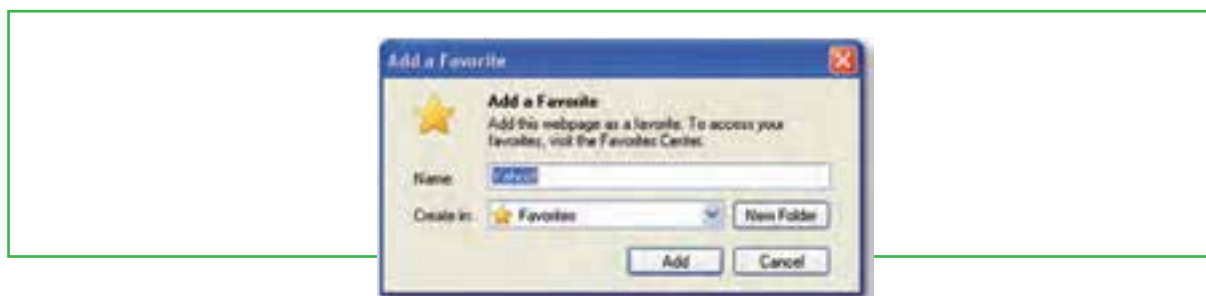 Add a Favorite
Add a Favorite
Add this webpage as a favorite. To access your
favorites, visit the Favorites Center.
Name:
Yahoo!
Create in:
Favorites
New Folder
Add
Cancel